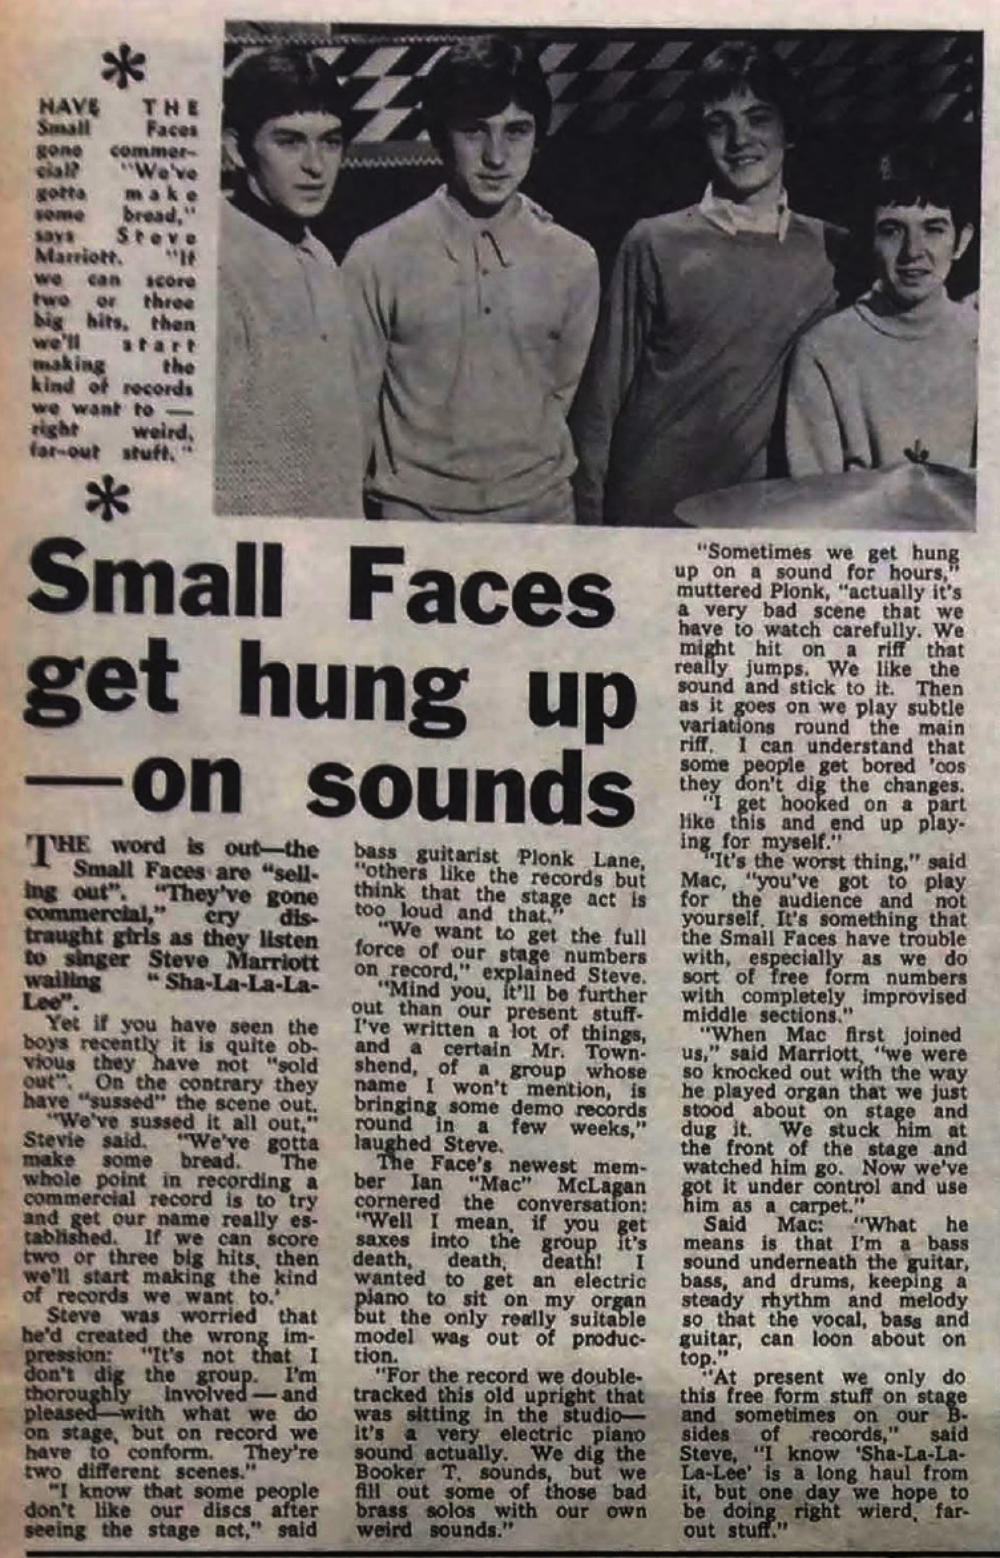 *
HAVE THE
Small Faces
gone commer-
cial? "We've
gotta make
some bread,"
says Steve
Marriott. "If
we can score
two or three
big hits, then
we'll start
making the
kind of records
we want to —
right weird,
far-out stuff."
*
Small Faces
get hung up
—on sounds
THE word is out—the
Small Faces are "sell-
ing out". "They've gone
commercial," cry dis-
traught girls as they listen
to singer Steve Marriott
wailing "Sha-La-La-La-
Lee".
Yet if you have seen the
boys recently it is quite ob-
vious they have not "sold
out". On the contrary they
have "sussed" the scene out.
"We've sussed it all out,"
Stevie said. "We've gotta
make some bread. The
whole point in recording a
commercial record is to try
and get our name really es-
tablished. If we can score
two or three big hits, then
we'll start making the kind
of records we want to.'
Steve was worried that
he'd created the wrong im-
pression: "It's not that I
don't dig the group. I'm
thoroughly involved—and
pleased—with what we do
on stage, but on record we
have to conform. They're
two different scenes."
"I know that some people
don't like our discs after
seeing the stage act," said
bass guitarist Plonk Lane,
"others like the records but
think that the stage act is
too loud and that."
"We want to get the full
force of our stage numbers
on record," explained Steve.
"Mind you, it'll be further
out than our present stuff-
I've written a lot of things,
and a certain Mr. Town-
shend, of a group whose
name I won't mention, is
bringing some demo records
round in a few weeks,"
laughed Steve.
The Face's newest mem-
ber Ian "Mac" McLagan
cornered the conversation:
"Well I mean, if you get
saxes into the group it's
death, death, death! I
wanted to get an electric
piano to sit on my organ
but the only really suitable
model was out of produc-
tion.
"For the record we double-
tracked this old upright that
was sitting in the studio—
it's a very electric piano
sound actually. We dig the
Booker T. sounds, but we
fill out some of those bad
brass solos with our own
weird sounds."
"Sometimes we get hung
up on a sound for hours,"
muttered Plonk, "actually it's
a very bad scene that we
have to watch carefully. We
might hit on a riff that
really jumps. We like the
sound and stick to it. Then
as it goes on we play subtle
variations round the main
riff. I can understand that
some people get bored 'cos
they don't dig the changes.
"I get hooked on a part
like this and end up play-
ing for myself."
"It's the worst thing," said
Mac, "you've got to play
for the audience and not
yourself. It's something that
the Small Faces have trouble
with, especially as we do
sort of free form numbers
with completely improvised
middle sections."
"When Mac first joined
us," said Marriott, "we were
so knocked out with the way
he played organ that we just
stood about on stage and
dug it. We stuck him at
the front of the stage and
watched him go. Now we've
got it under control and use
him as a carpet."
Said Mac: "What he
means is that I'm a bass
sound underneath the guitar,
bass, and drums, keeping a
steady rhythm and melody
so that the vocal, bass and
guitar, can loon about on
top."
"At present we only do
this free form stuff on stage
and sometimes on our B-
sides of records," said
Steve, "I know 'Sha-La-La-
La-Lee' is a long haul from
it, but one day we hope to
be doing right wierd, far-
out stuff."